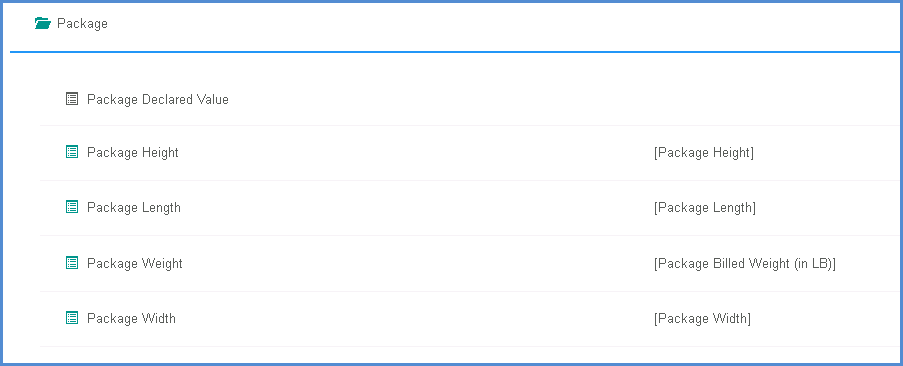 Package
Package Declared Value
Package Height [Package Height]
Package Length [Package Length]
Package Weight [Package Billed Weight (in LB)]
Package Width [Package Width]